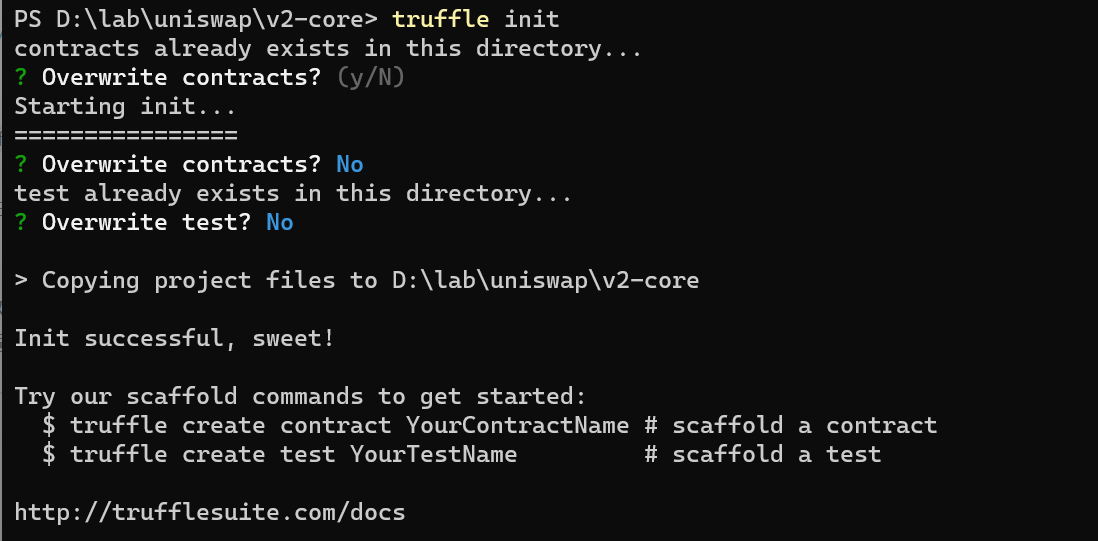 PS D:\lab\uniswap\v2-core> truffle init
contracts already exists in this directory...
? Overwrite contracts? (y/N)
Starting init...
================
? Overwrite contracts? No
test already exists in this directory...
? Overwrite test? No
> Copying project files to D:\lab\uniswap\v2-core
Init successful, sweet!
Try our scaffold commands to get started:
  $ truffle create contract YourContractName # scaffold a contract
  $ truffle create test YourTestName         # scaffold a test
http://trufflesuite.com/docs